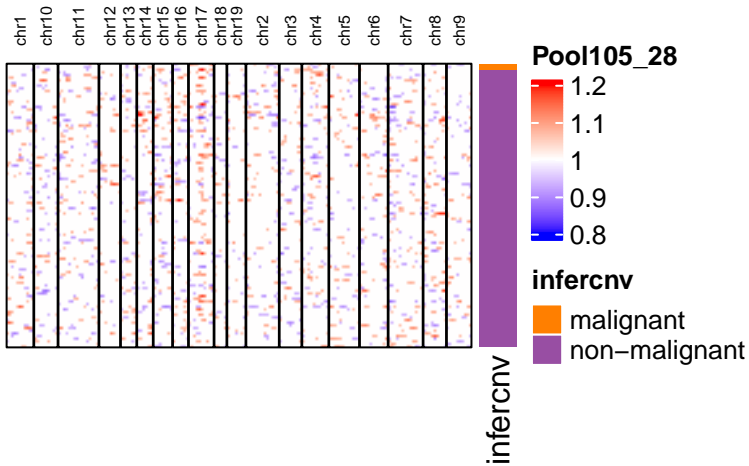 chr1 chr10 chr11 chr12 chr13 chr14 chr15 chr16 chr17 chr18 chr19 chr2 chr3 chr4 chr5 chr6 chr7 chr8 chr9
Pool105_28
1.2
1.1
1
0.9
0.8
infercnv
malignant
non−malignant
infercnv